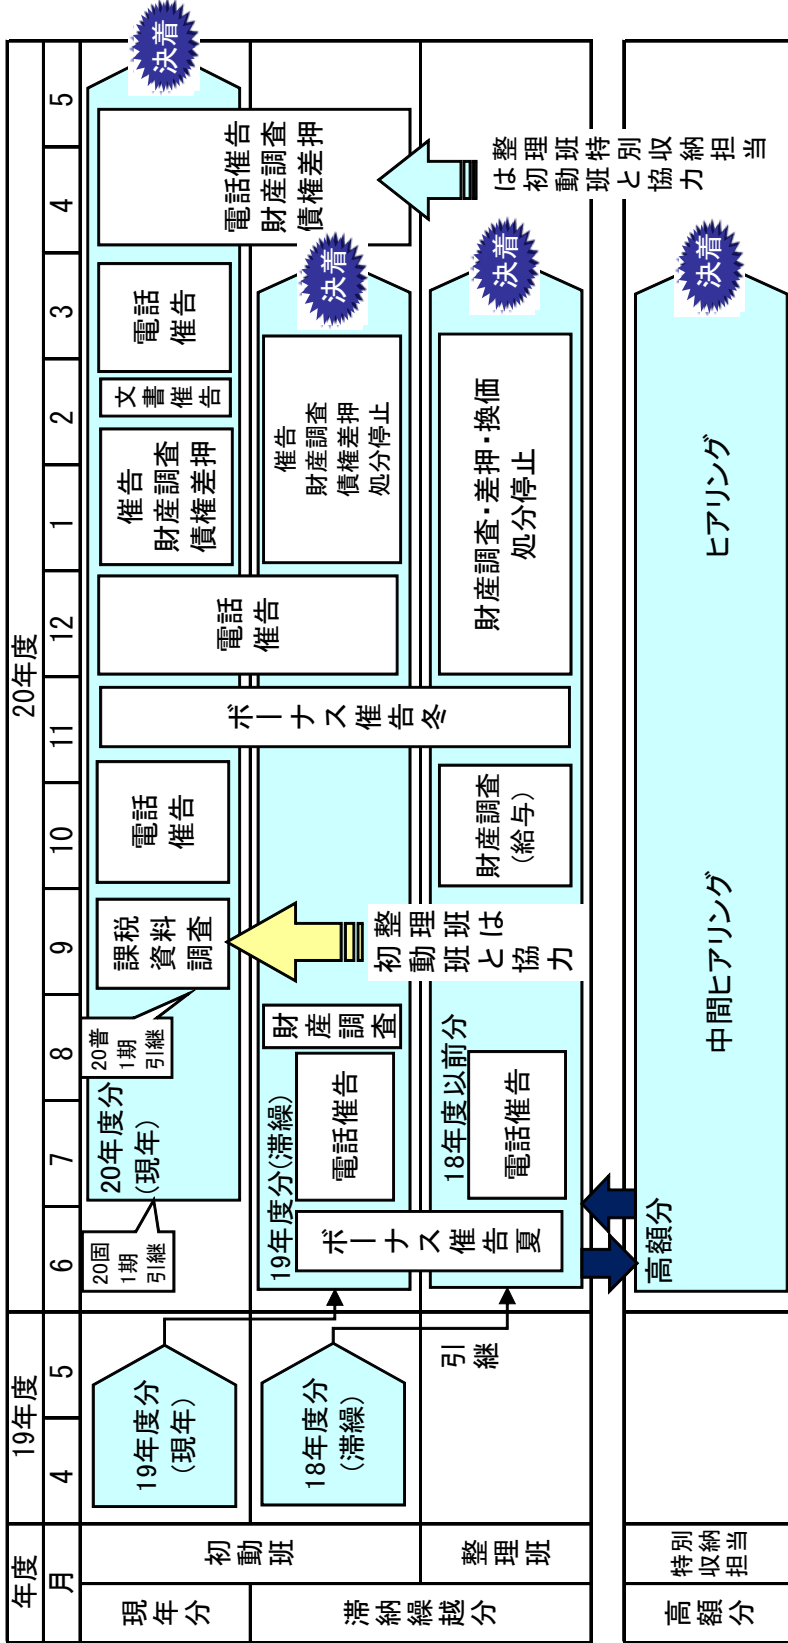 年度
19年度
20年度
月
4
5
6
7
8
9
10
11
12
1
2
3
4
5
現年分
滞納繰越分
高額分
初動班
整理班
特別
収納
担当
19年度分
(現年)
18年度分
(滞繰)
引継
20固
1期
引継
20普
1期
引継
20年度分
(現年)
課税
資料
調査
電話
催告
ボーナス催告冬
電話
催告
催告
財産調査
債権差押
文書催告
電話
催告
電話催告
財産調査
債権差押
決着
19年度分(滞繰)
ボーナス催告夏
電話催告
財産調査
整理班は
初動班と協力
催告
財産調査
債権差押
処分停止
決着
整理班特別収納担当
は初動班と協力
18年度以前分
電話催告
財産調査
(給与)
財産調査・差押・換価
処分停止
決着
高額分
中間ヒアリング
ヒアリング
決着